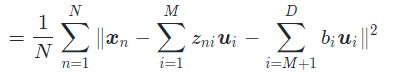 $= \frac{1}{N} \sum_{n=1}^{N} \| \boldsymbol{x}_n - \sum_{i=1}^{M} z_{ni} \boldsymbol{u}_i - \sum_{i=M+1}^{D} b_i \boldsymbol{u}_i \|^2$